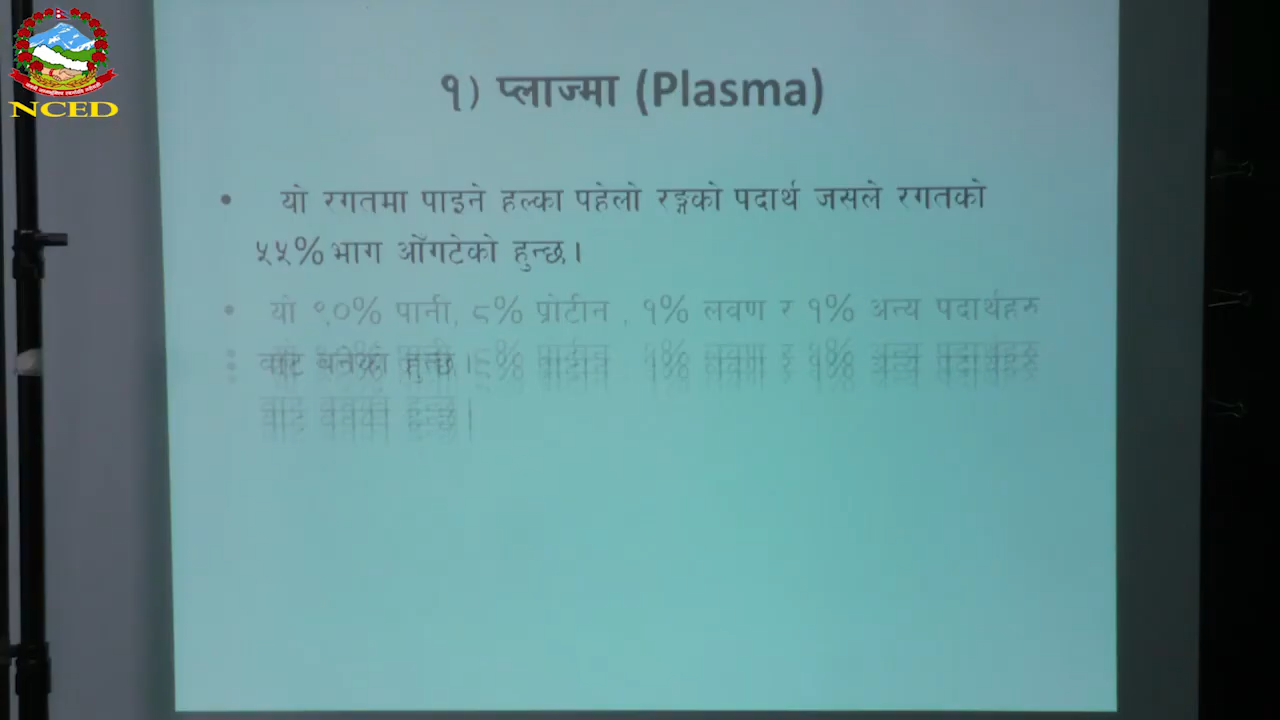 NCED
१) प्लाज्मा (Plasma)
• यो रगतमा पाइने हल्का पहेलो रङ्गको पदार्थ जसले रगतको
५५% भाग ओँगटेको हुन्छ।
• यो ९०% पानी, ८% प्रोटीन , १% लवण र १% अन्य पदार्थहरु
बाट बनेको हुन्छ ।